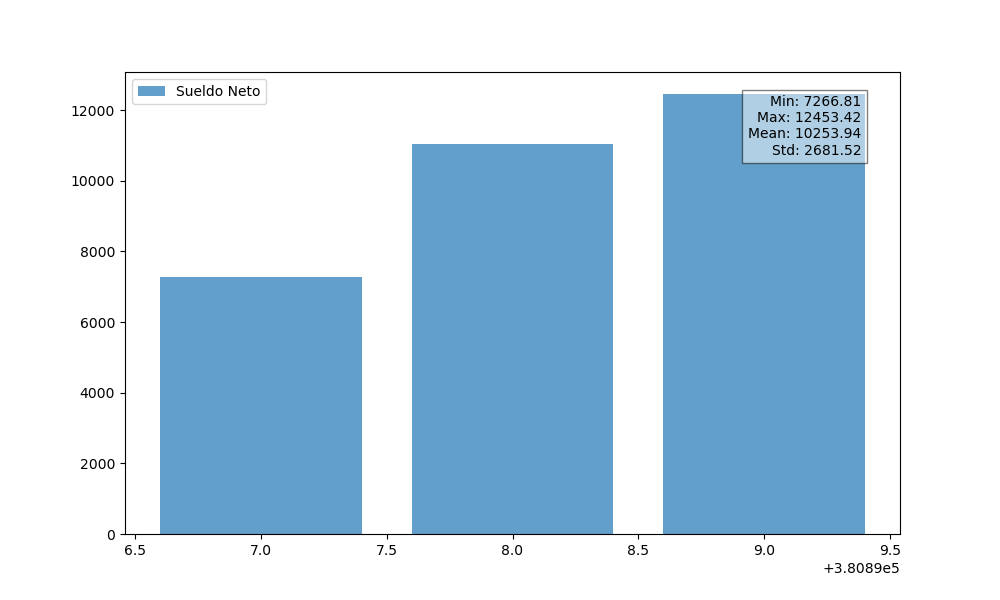 Sueldo Neto
Min: 7266.81
Max: 12453.42
Mean: 10253.94
Std: 2681.52
12000
10000
8000
6000
4000
2000
0
6.5 7.0 7.5 8.0 8.5 9.0 9.5
+3.8089e5